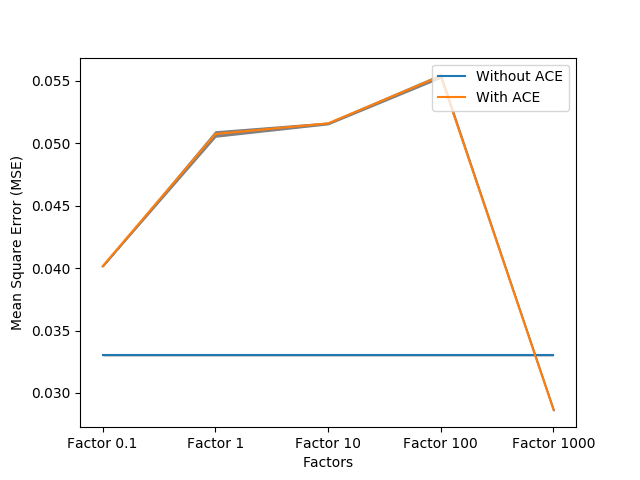 0.055
0.050
0.045
0.040
0.035
0.030
Mean Square Error (MSE)
Without ACE
With ACE
Factor 0.1 Factor 1 Factor 10 Factor 100 Factor 1000
Factors